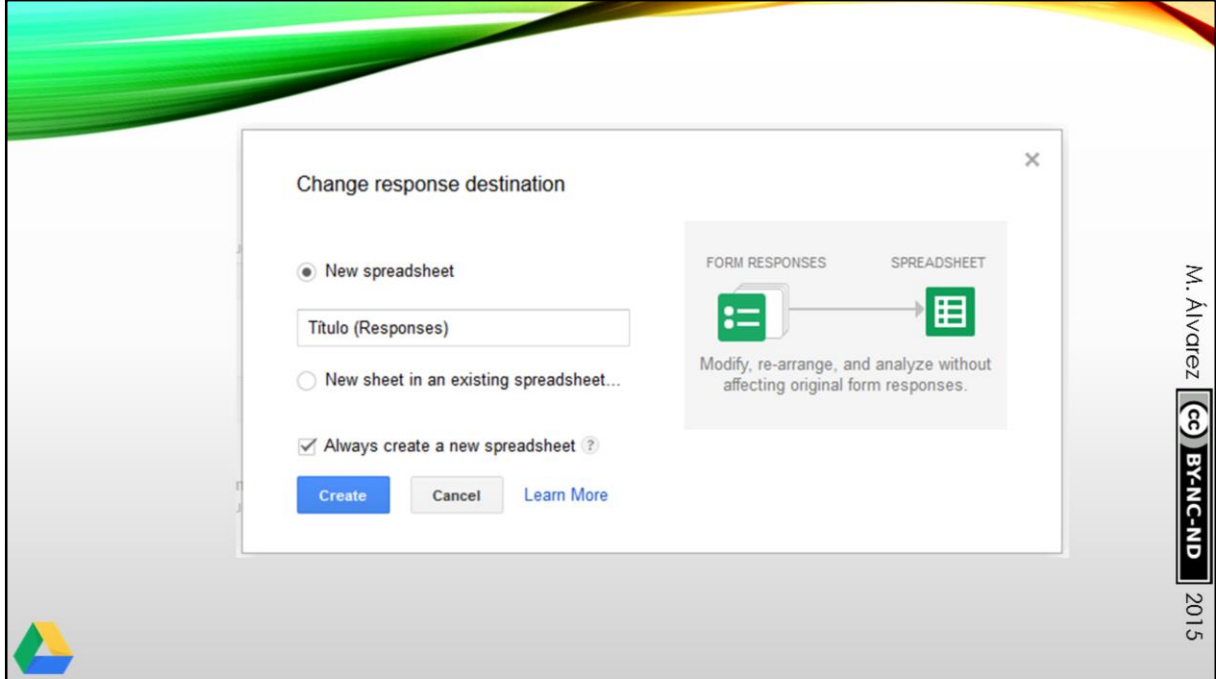 Change response destination
New spreadsheet
Título (Responses)
New sheet in an existing spreadsheet...
Always create a new spreadsheet ?
Create Cancel Learn More
FORM RESPONSES SPREADSHEET
Modify, re-arrange, and analyze without
affecting original form responses.
M. Álvarez cc BY-NC-ND 2015